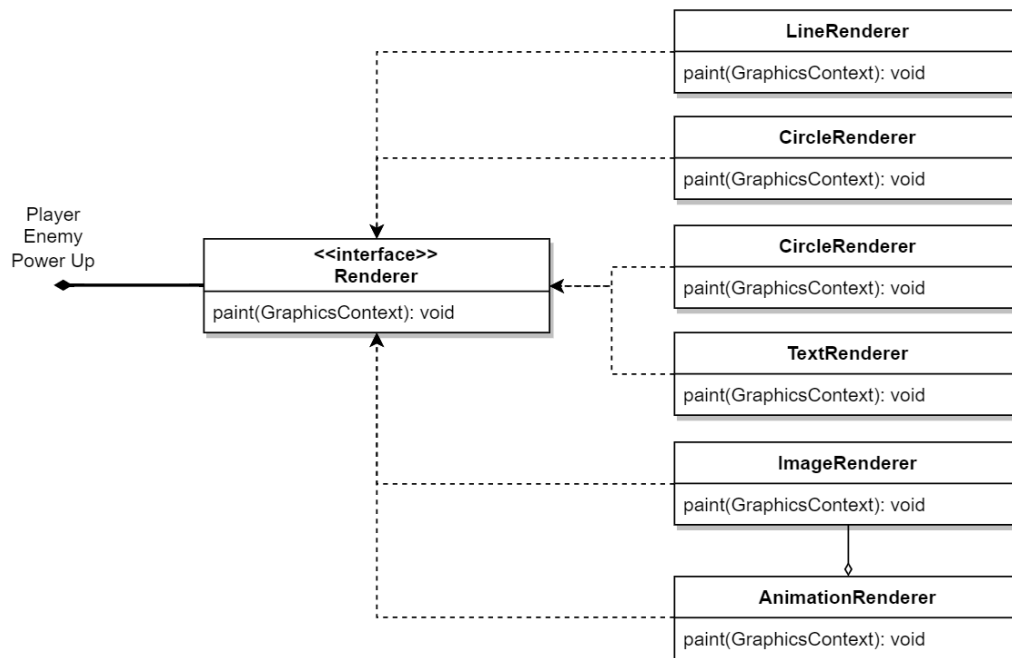 LineRenderer
paint(GraphicsContext): void
CircleRenderer
paint(GraphicsContext): void
Player
Enemy
Power Up
<<interface>>
Renderer
paint(GraphicsContext): void
CircleRenderer
paint(GraphicsContext): void
TextRenderer
paint(GraphicsContext): void
ImageRenderer
paint(GraphicsContext): void
AnimationRenderer
paint(GraphicsContext): void